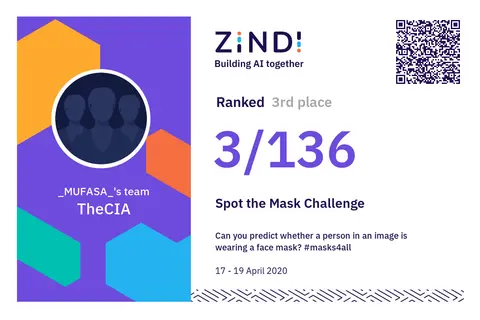 ZINDI
Building AI together
Ranked 3rd place
3/136
_MUFASA_'s team
TheCIA
Spot the Mask Challenge
Can you predict whether a person in an image is
wearing a face mask? #masks4all
17 - 19 April 2020